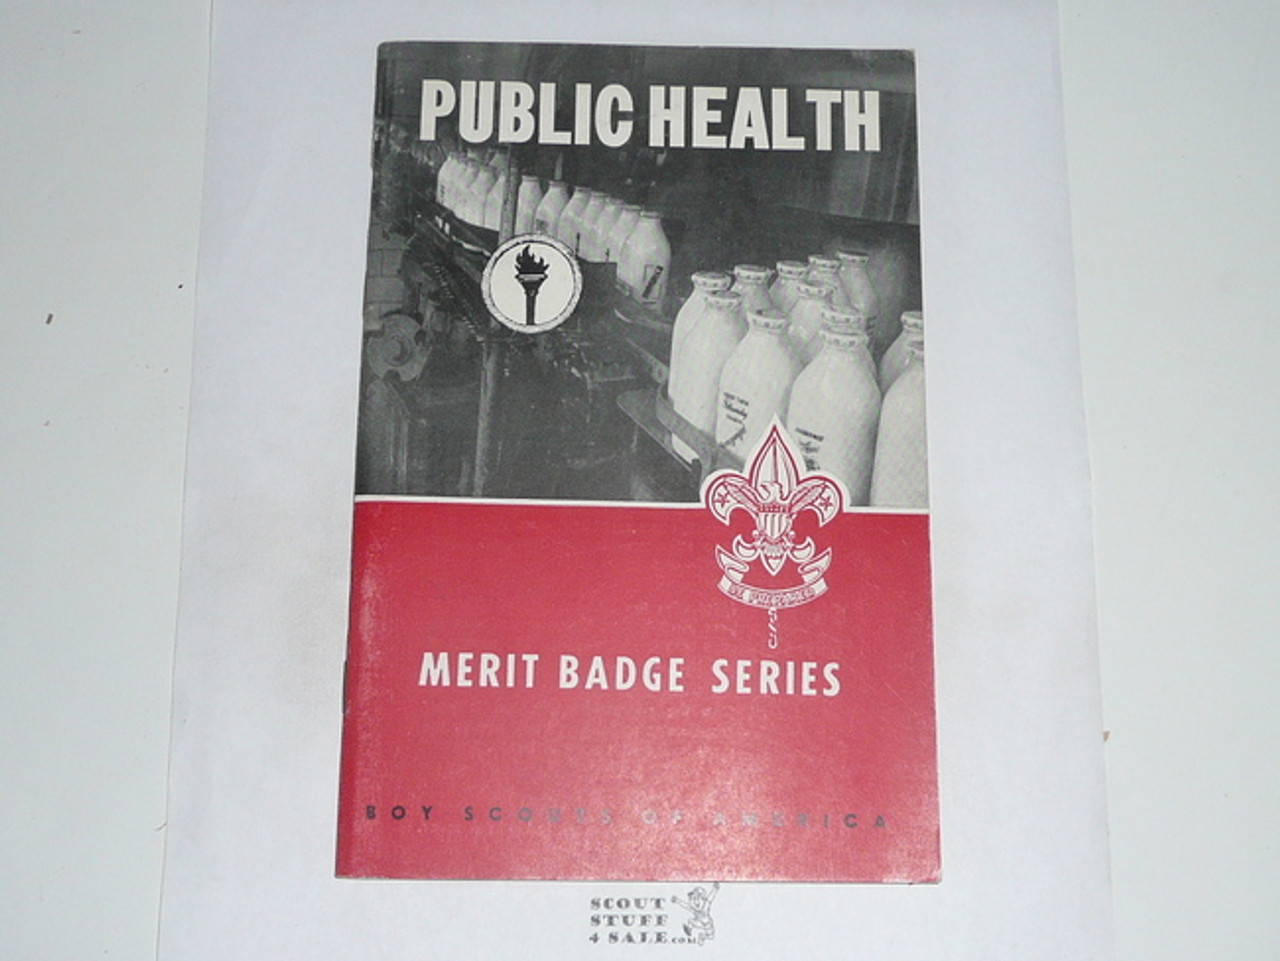 PUBLIC HEALTH
MERIT BADGE SERIES
BOY SCOUTS OF AMERICA
SCOUT
STUFF
4 SALE.COM